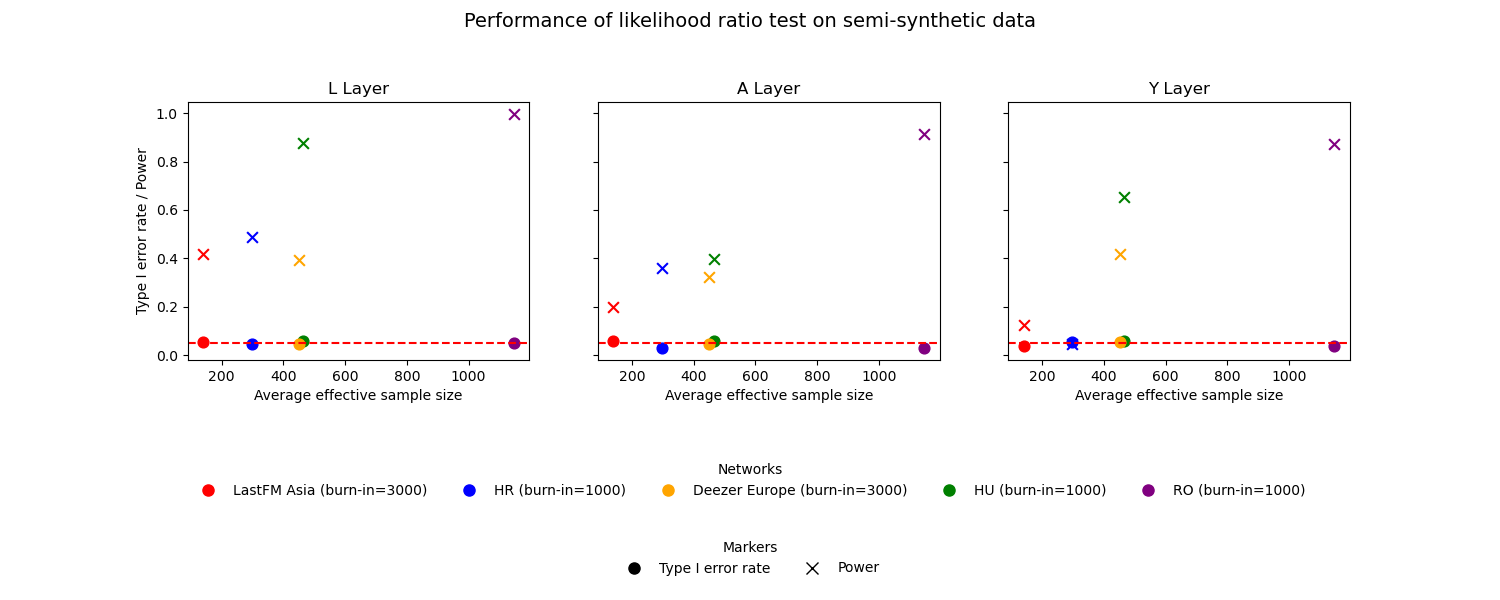 Performance of likelihood ratio test on semi-synthetic data
L Layer
A Layer
Y Layer
Type I error rate / Power
1.0
0.8
0.6
0.4
0.2
0.0
200 400 600 800 1000
200 400 600 800 1000
200 400 600 800 1000
Average effective sample size
Average effective sample size
Average effective sample size
Networks
LastFM Asia (burn-in=3000) HR (burn-in=1000) Deezer Europe (burn-in=3000) HU (burn-in=1000) RO (burn-in=1000)
Markers
Type I error rate Power